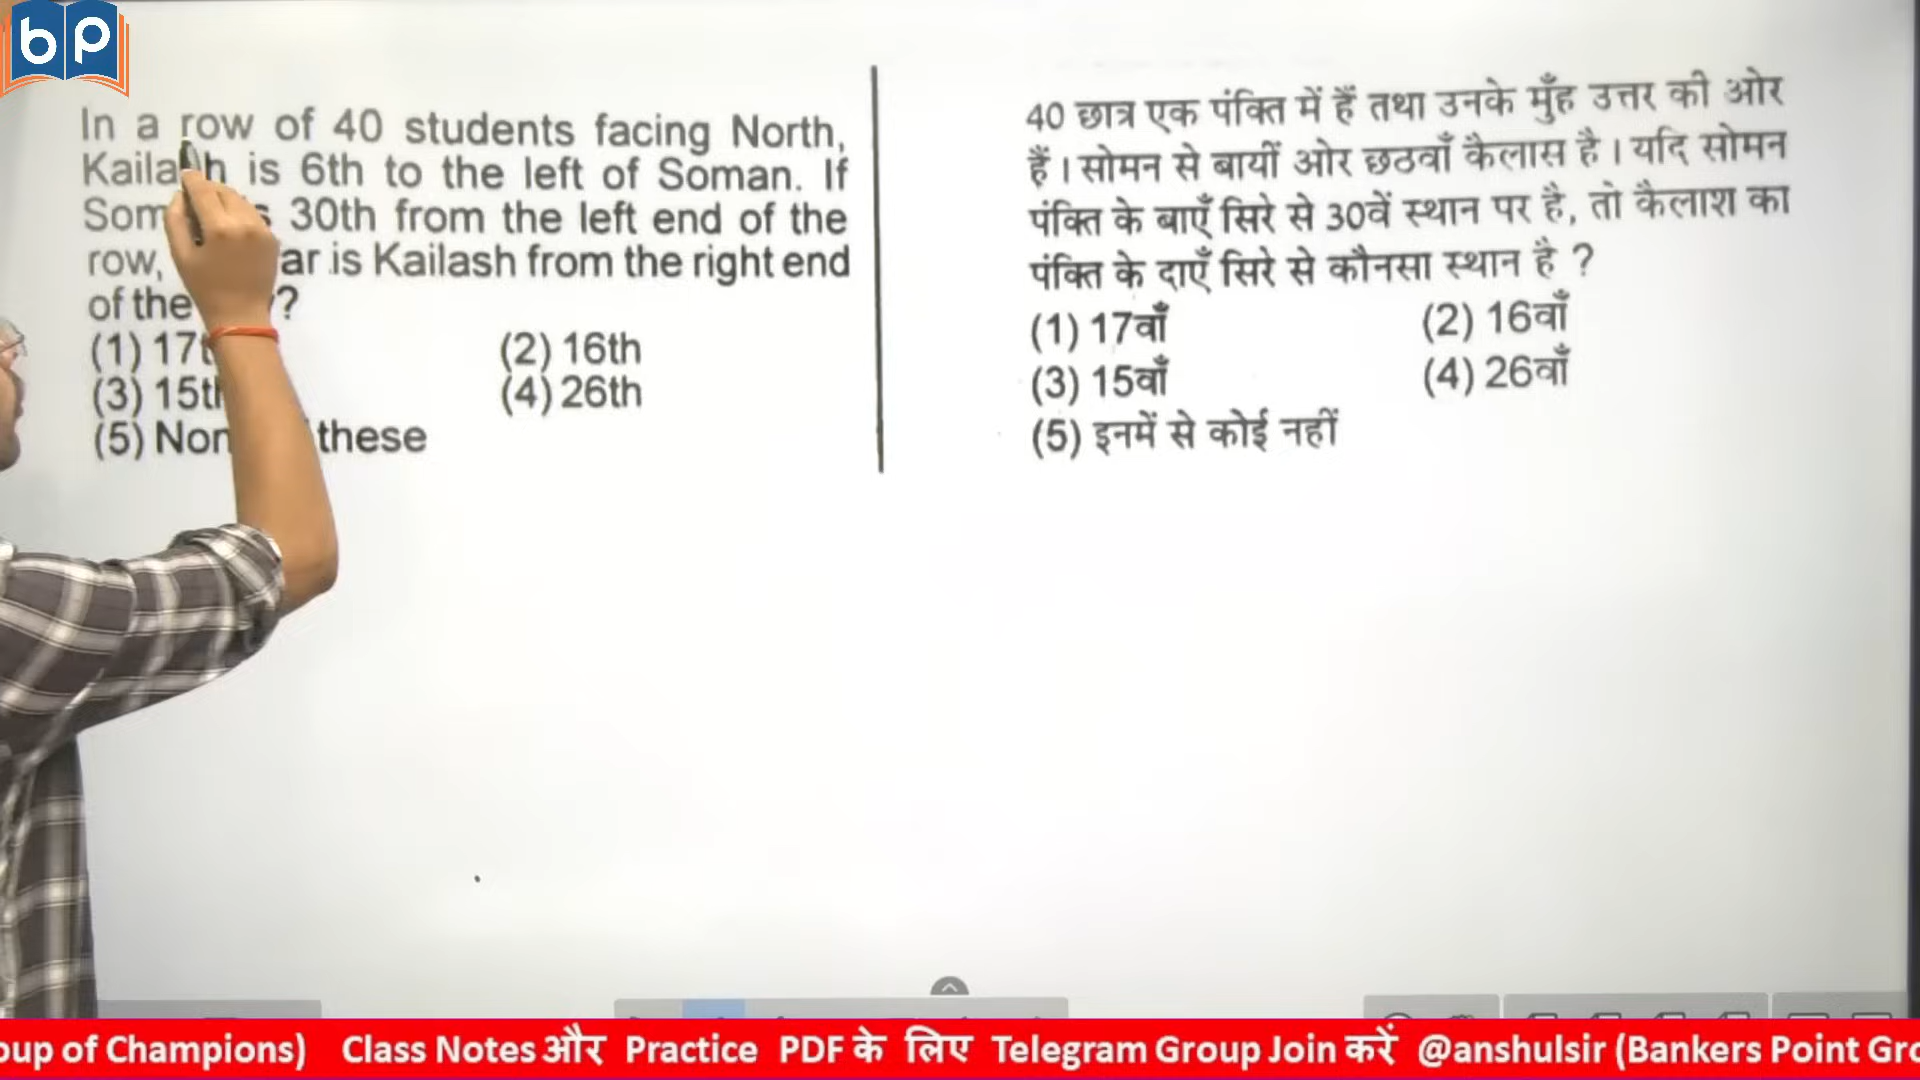 bp
In a row of 40 students facing North,
Kaila h is 6th to the left of Soman. If
Som s 30th from the left end of the
row, ar is Kailash from the right end
of the ?
(1) 17t (2) 16th
(3) 15th (4) 26th
(5) Non these
40 छात्र एक पंक्ति में हैं तथा उनके मुँह उत्तर की ओर
हैं । सोमन से बायीं ओर छठवाँ कैलास है । यदि सोमन
पंक्ति के बाएँ सिरे से 30वें स्थान पर है, तो कैलाश का
पंक्ति के दाएँ सिरे से कौनसा स्थान है ?
(1) 17वाँ (2) 16वाँ
(3) 15वाँ (4) 26वाँ
(5) इनमें से कोई नहीं
oup of Champions) Class Notes और Practice PDF के लिए Telegram Group Join करें @anshulsir (Bankers Point Gro